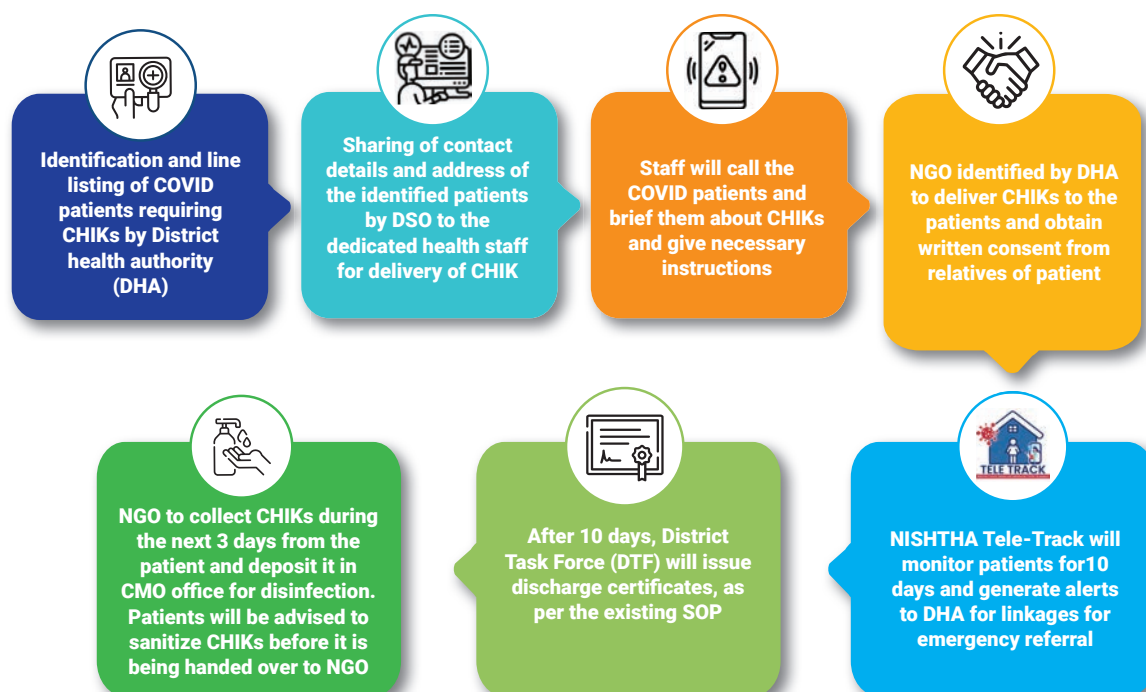 Identification and line
listing of COVID
patients requiring
CHIKs by District
health authority
(DHA)
Sharing of contact
details and address of
the identified patients
by DSO to the
dedicated health staff
for delivery of CHIK
Staff will call the
COVID patients and
brief them about CHIKs
and give necessary
instructions
NGO identified by DHA
to deliver CHIKs to the
patients and obtain
written consent from
relatives of patient
TELE TRACK
NISHTHA Tele-Track will
monitor patients for10
days and generate alerts
to DHA for linkages for
emergency referral
After 10 days, District
Task Force (DTF) will issue
discharge certificates, as
per the existing SOP
NGO to collect CHIKs during
the next 3 days from the
patient and deposit it in
CMO office for disinfection.
Patients will be advised to
sanitize CHIKs before it is
being handed over to NGO